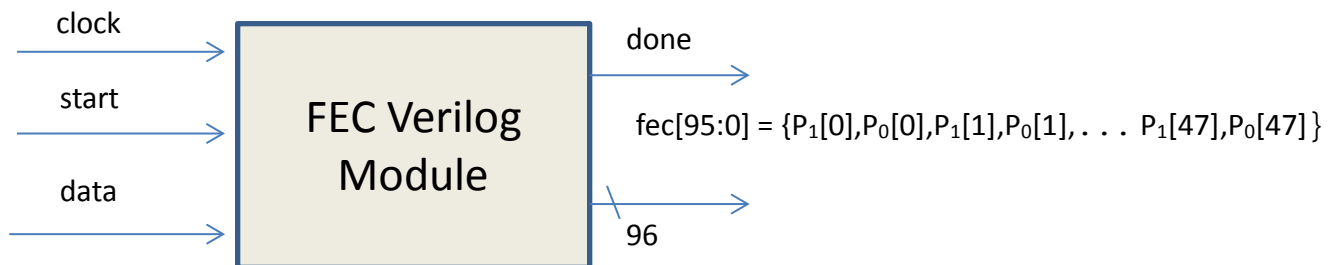 clock
start
data
FEC Verilog
Module
done
fec[95:0] = {P₁[0],P₀[0],P₁[1],P₀[1],. . . P₁[47],P₀[47] }
96